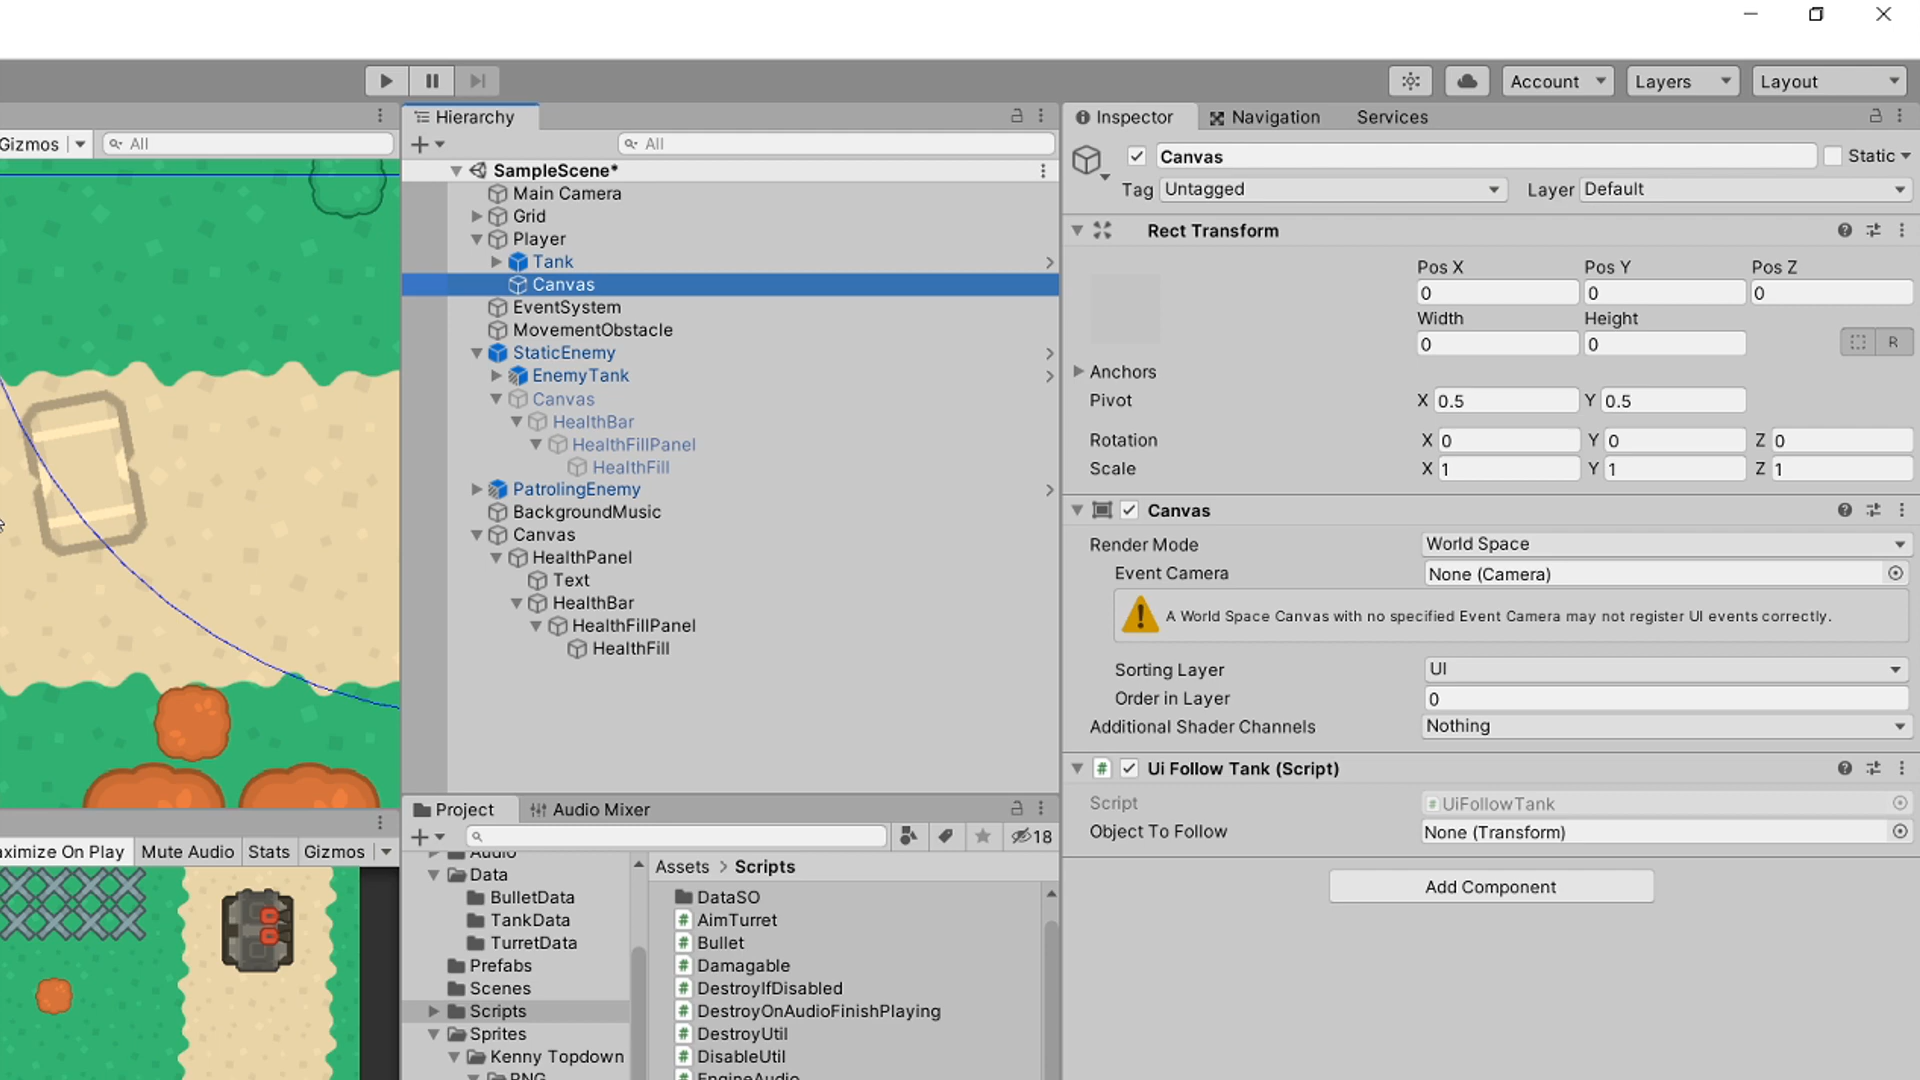 Account
Layers
Layout
Hierarchy
Inspector
Navigation
Services
Gizmos
All
All
Canvas
Static
Tag
Untagged
Layer
Default
SampleScene*
Main Camera
Grid
Player
Tank
Canvas
EventSystem
MovementObstacle
StaticEnemy
EnemyTank
Canvas
HealthBar
HealthFillPanel
HealthFill
PatrolingEnemy
BackgroundMusic
Canvas
HealthPanel
Text
HealthBar
HealthFillPanel
HealthFill
Rect Transform
Pos X Pos Y Pos Z
0 0 0
Width Height
0 0
R
Anchors
Pivot X 0.5 Y 0.5
Rotation X 0 Y 0 Z 0
Scale X 1 Y 1 Z 1
Canvas
Render Mode World Space
Event Camera None (Camera)
A World Space Canvas with no specified Event Camera may not register UI events correctly.
Sorting Layer UI
Order in Layer 0
Additional Shader Channels Nothing
# Ui Follow Tank (Script)
Script # UiFollowTank
Object To Follow None (Transform)
Add Component
Project
Audio Mixer
18
aximize On Play Mute Audio Stats Gizmos
Audio
Data
BulletData
TankData
TurretData
Prefabs
Scenes
Scripts
Sprites
Kenny Topdown
PNG
Assets > Scripts
DataSO
# AimTurret
# Bullet
# Damagable
# DestroyIfDisabled
# DestroyOnAudioFinishPlaying
# DestroyUtil
# DisableUtil
# EngineAudio